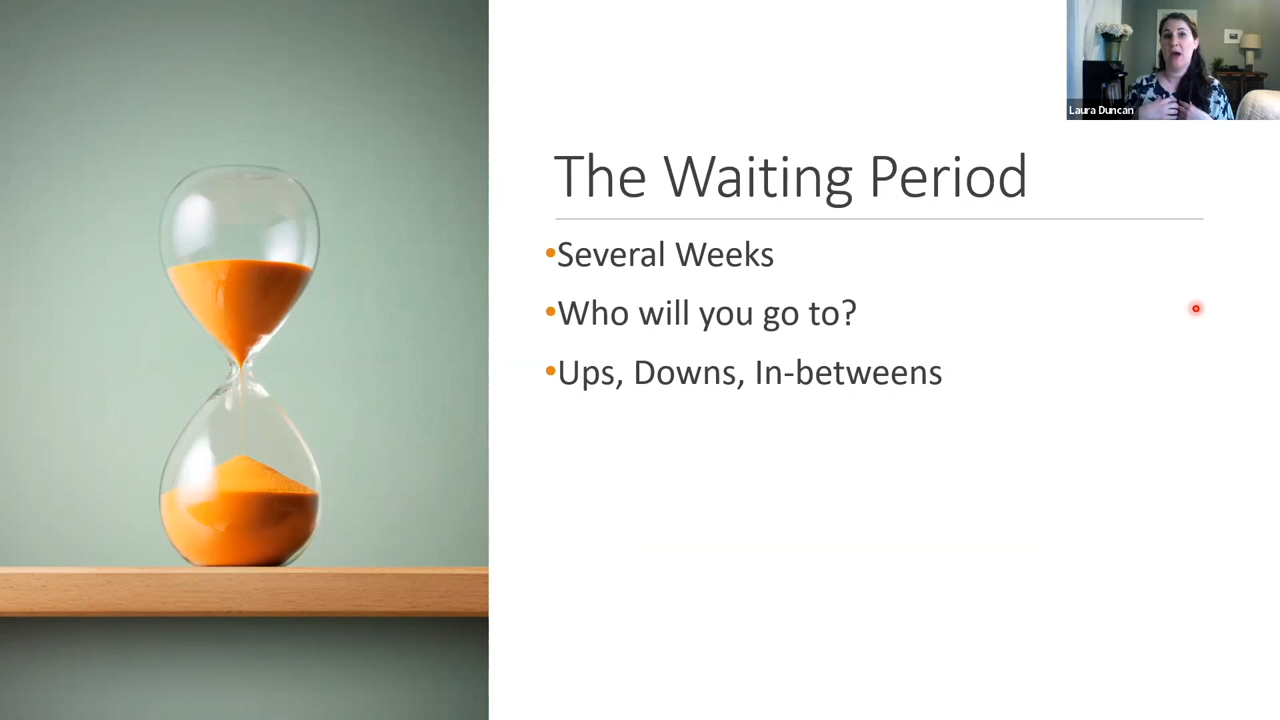 Laura Duncan
The Waiting Period
•Several Weeks
•Who will you go to?
•Ups, Downs, In-betweens